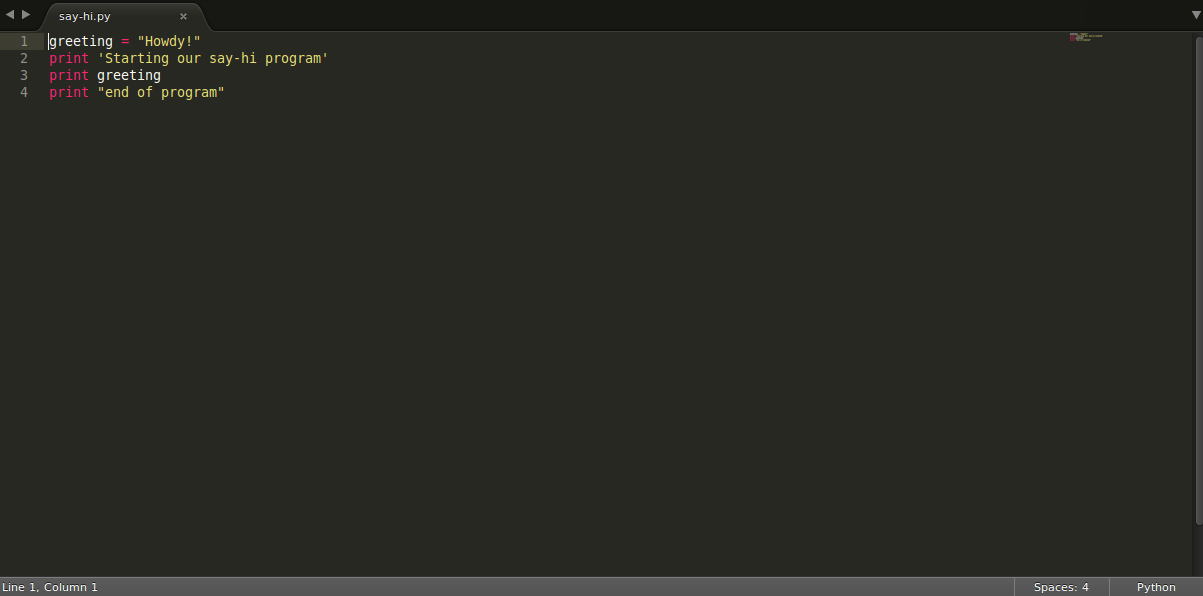 say-hi.py ×
1 greeting = "Howdy!"
2 print 'Starting our say-hi program'
3 print greeting
4 print "end of program"
Line 1, Column 1 Spaces: 4 Python